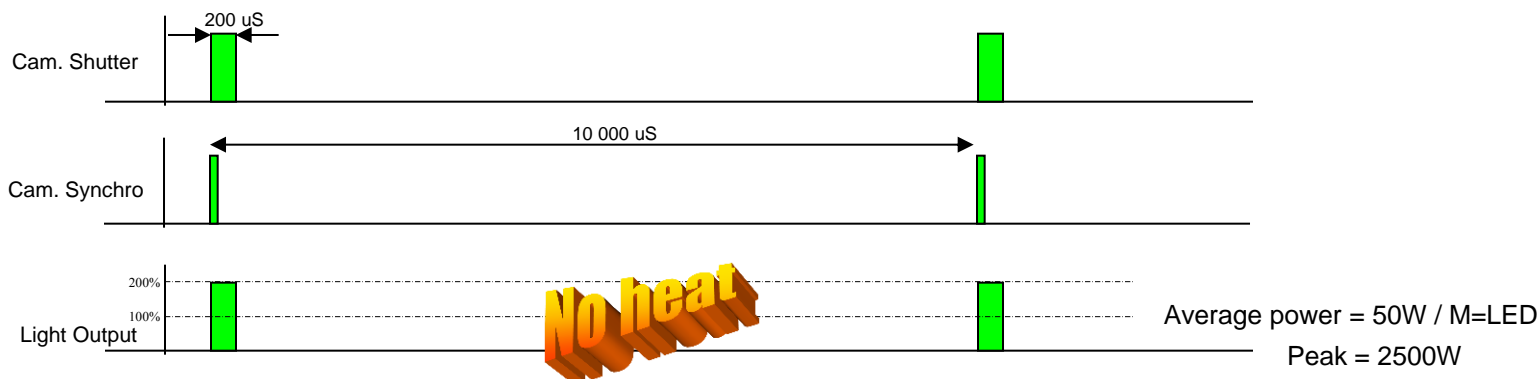 200 uS
Cam. Shutter
10 000 uS
Cam. Synchro
200%
No heat
100%
Average power = 50W / M=LED
Light Output
Peak = 2500W